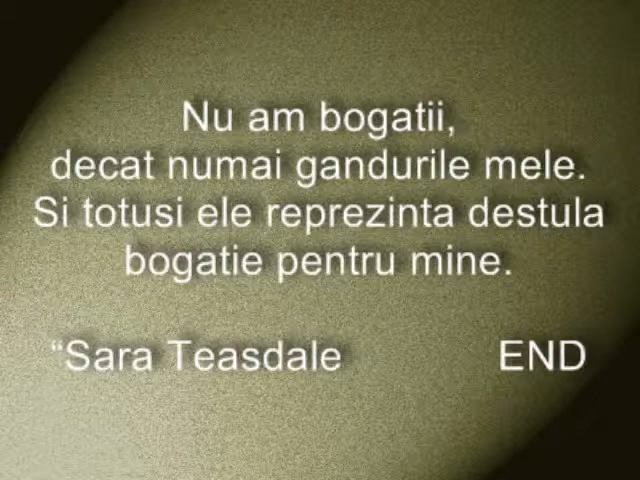 Nu am bogatii,
decat numai gandurile mele.
Si totusi ele reprezinta destula
bogatie pentru mine.
“Sara Teasdale END